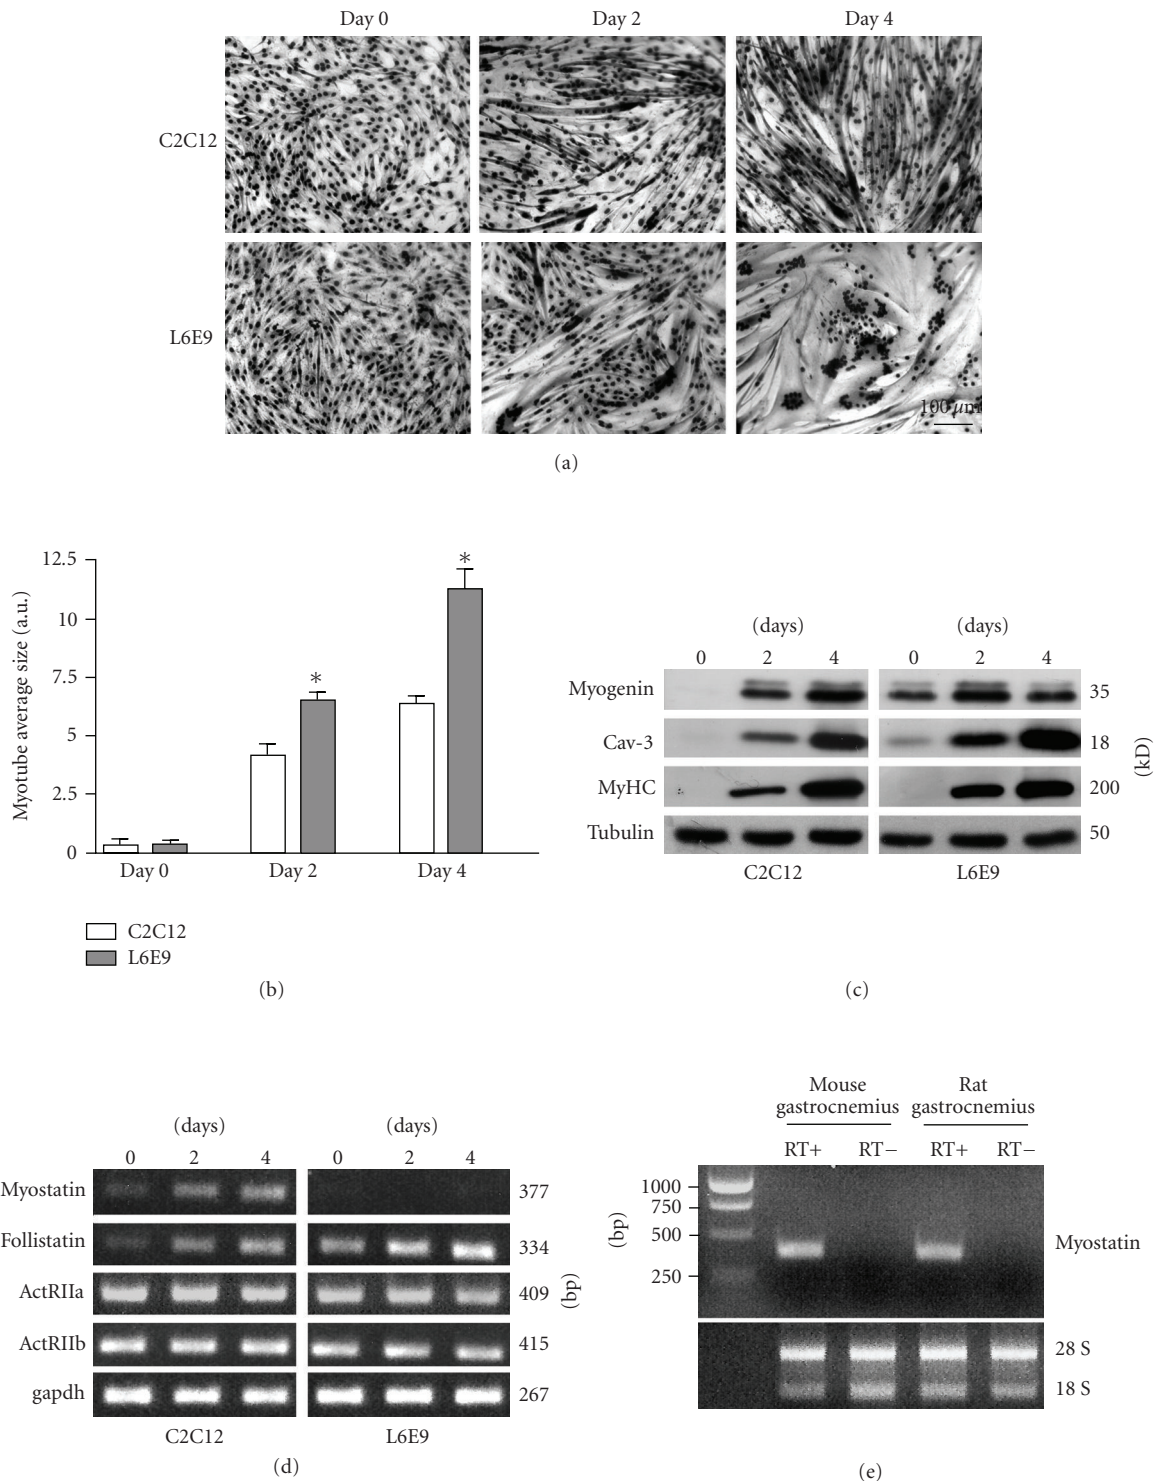 Day 0 Day 2 Day 4
C2C12
L6E9
100 µm
(a)
12.5
10
7.5
5
2.5
0
Myotube average size (a.u.)
* *
Day 0 Day 2 Day 4
C2C12
L6E9
(b)
(days) (days)
0 2 4 0 2 4
Myogenin 35
Cav-3 18
MyHC 200
Tubulin 50
(kD)
C2C12 L6E9
(c)
(days) (days)
0 2 4 0 2 4
Myostatin 377
Follistatin 334
ActRIIa 409
ActRIIb 415
gapdh 267
(bp)
C2C12 L6E9
(d)
Mouse Rat
gastrocnemius gastrocnemius
RT+ RT− RT+ RT−
1000
750
500
250
(bp)
Myostatin
28 S
18 S
(e)